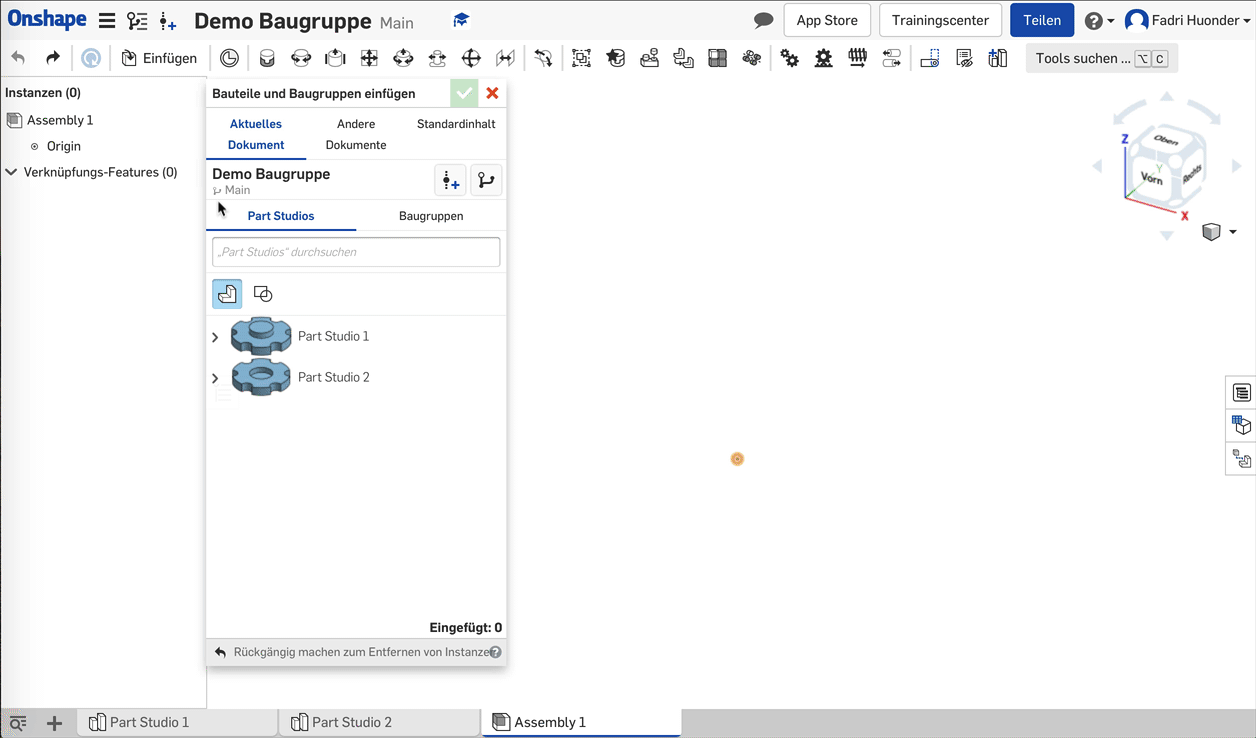 Onshape Demo Baugruppe Main App Store Trainingscenter Teilen Fadri Huonder
Einfügen Tools suchen ... ⌥ C
Instanzen (0)
Assembly 1
Origin
Verknüpfungs-Features (0)
Bauteile und Baugruppen einfügen
Aktuelles Dokument
Andere Dokumente
Standardinhalt
Demo Baugruppe
Main
Part Studios Baugruppen
„Part Studios“ durchsuchen
Part Studio 1
Part Studio 2
Eingefügt: 0
Rückgängig machen zum Entfernen von Instanzen
Z
Oben
Y
Vorn
Rechts
X
Part Studio 1 Part Studio 2 Assembly 1